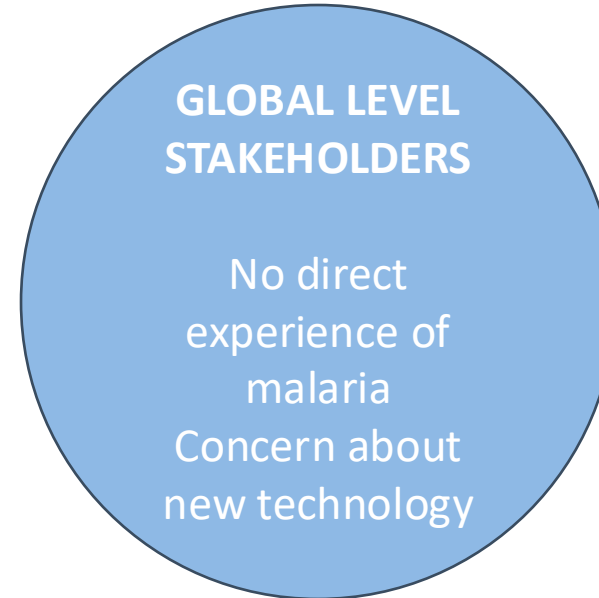 GLOBAL LEVEL
STAKEHOLDERS
No direct
experience of
malaria
Concern about
new technology